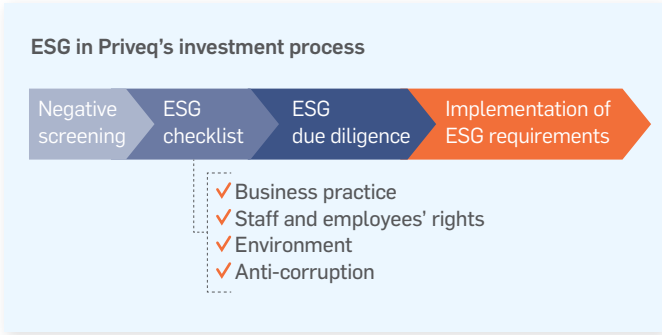 ESG in Priveq's investment process
Negative screening
ESG checklist
ESG due diligence
Implementation of ESG requirements
Business practice
Staff and employees' rights
Environment
Anti-corruption